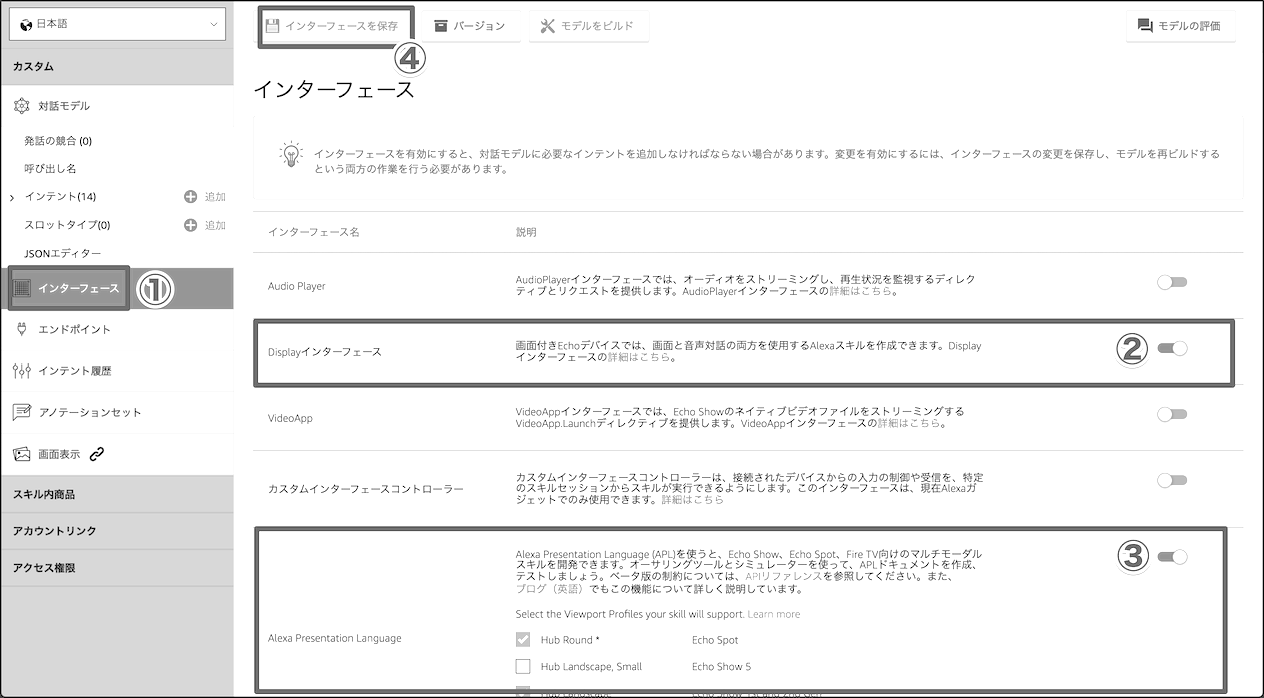 日本語
カスタム
対話モデル
発話の競合 (0)
呼び出し名
インテント(14)
追加
スロットタイプ(0)
追加
JSONエディター
インターフェース
①
エンドポイント
インテント履歴
アノテーションセット
画面表示
スキル内商品
アカウントリンク
アクセス権限
インターフェースを保存
④
バージョン
モデルをビルド
モデルの評価
インターフェース
インターフェースを有効にすると、対話モデルに必要なインテントを追加しなければならない場合があります。変更を有効にするには、インターフェースの変更を保存し、モデルを再ビルドする
という両方の作業を行う必要があります。
インターフェース名
説明
Audio Player
AudioPlayerインターフェースでは、オーディオをストリーミングし、再生状況を監視するディレク
ティブとリクエストを提供します。AudioPlayerインターフェースの詳細はこちら。
Displayインターフェース
画面付きEchoデバイスでは、画面と音声対話の両方を使用するAlexaスキルを作成できます。Display
インターフェースの詳細はこちら。
②
VideoApp
VideoAppインターフェースでは、Echo Showのネイティブビデオファイルをストリーミングする
VideoApp.Launchディレクティブを提供します。VideoAppインターフェースの詳細はこちら。
カスタムインターフェースコントローラー
カスタムインターフェースコントローラーは、接続されたデバイスからの入力の制御や受信を、特定
のスキルセッションからスキルが実行できるようにします。このインターフェースは、現在Alexaガ
ジェットでのみ使用できます。詳細はこちら
Alexa Presentation Language
Alexa Presentation Language (APL)を使うと、Echo Show、Echo Spot、Fire TV向けのマルチモーダル
スキルを開発できます。オーサリングツールとシミュレーターを使って、APLドキュメントを作成、
テストしましょう。ベータ版の制約については、APIリファレンスを参照してください。また、
ブログ（英語）でもこの機能について詳しく説明しています。
③
Select the Viewport Profiles your skill will support. Learn more
Hub Round *
Echo Spot
Hub Landscape, Small
Echo Show 5
Hub Landscape
Echo Show 1st and 2nd Gen